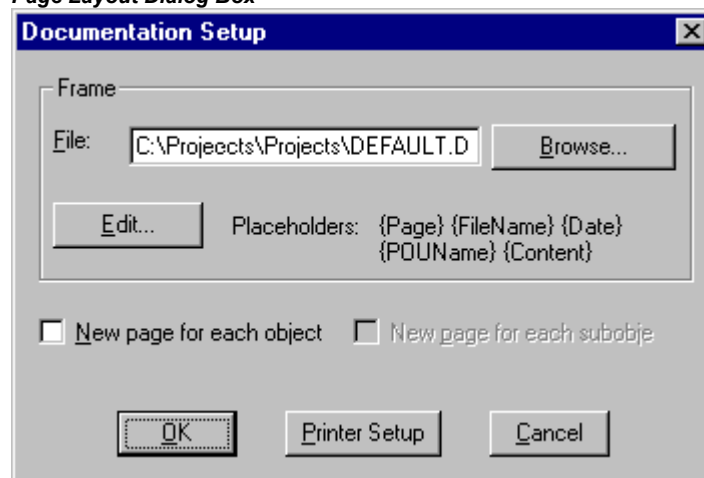 Page Layout Dialog Box
Documentation Setup
Frame
File: C:\Projeects\Projects\DEFAULT.D Browse...
Edit... Placeholders: {Page} {FileName} {Date}
{POUName} {Content}
New page for each object New page for each subobje
OK Printer Setup Cancel